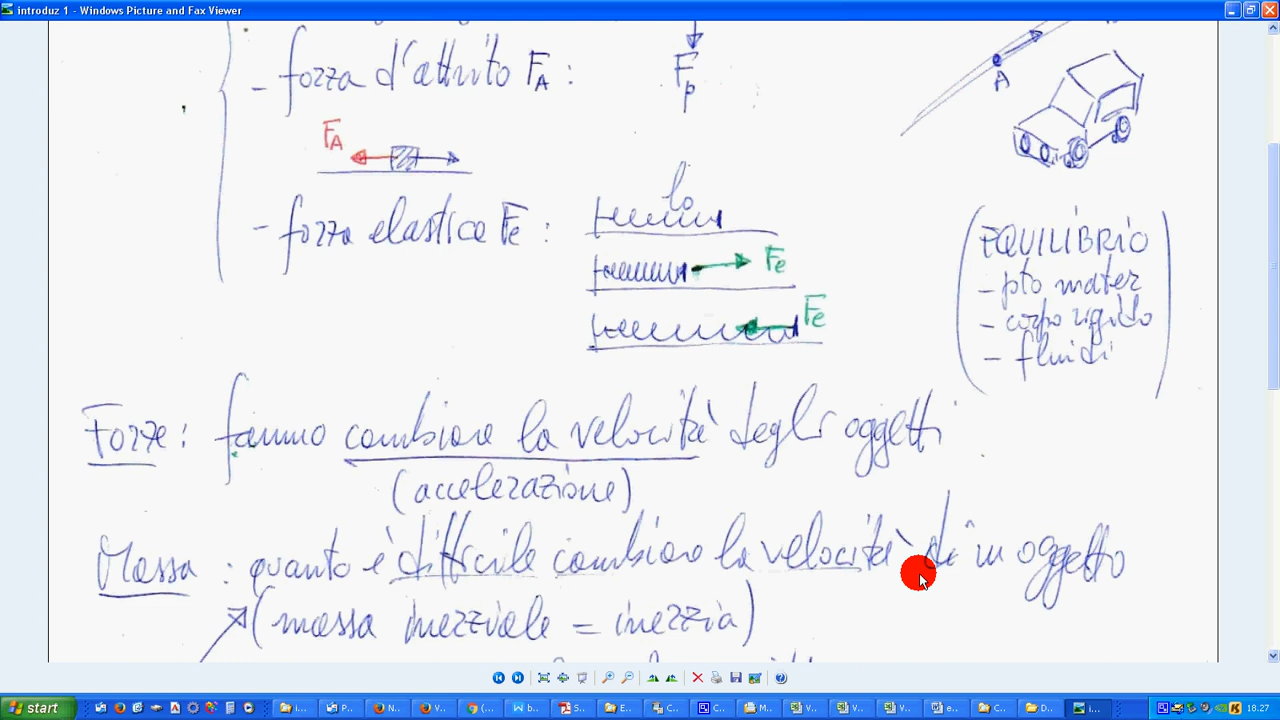 introduz 1 - Windows Picture and Fax Viewer
- forza d'attrito FA :
Fp
A
FA
lo
- forza elastica Fe :
Fe
Fe
EQUILIBRIO
- pto mater
- corpo rigido
- fluidi
Forze: fanno cambiare la velocità degli oggetti
(accelerazione)
Massa : quanto è difficile cambiare la velocità di un oggetto
(massa inerziale = inerzia)
start
18.27